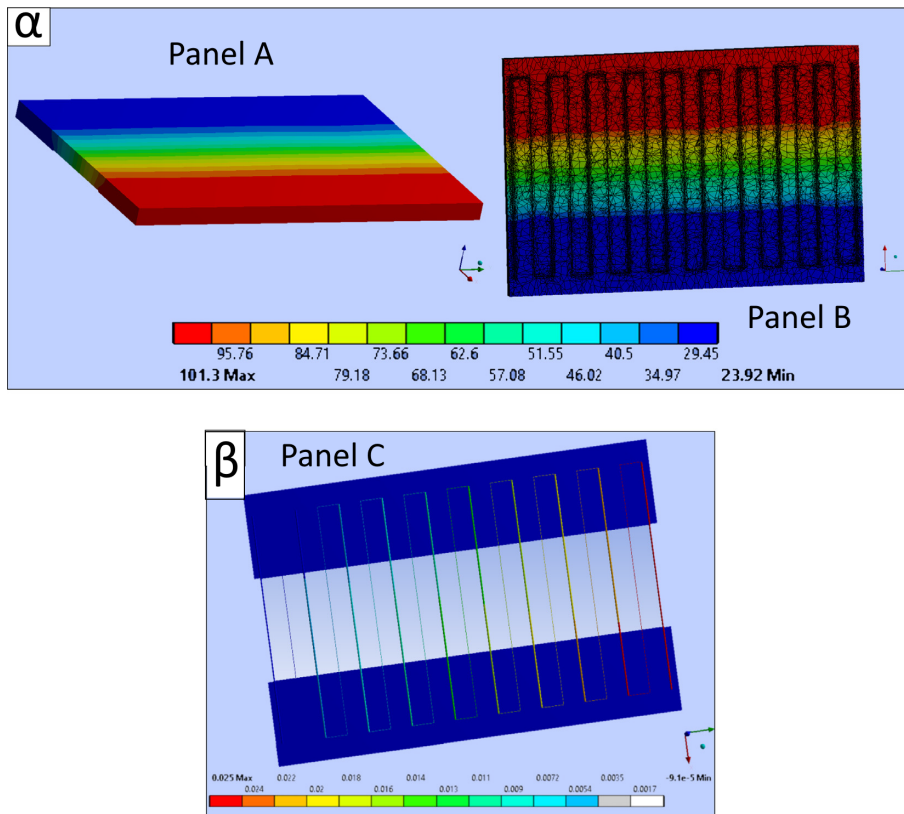 α
Panel A
Panel B
95.76 84.71 73.66 62.6 51.55 40.5 29.45
101.3 Max 79.18 68.13 57.08 46.02 34.97 23.92 Min
β
Panel C
0.025 Max 0.022 0.018 0.014 0.011 0.0072 0.0035 -9.1e-5 Min
0.024 0.02 0.016 0.013 0.009 0.0054 0.0017